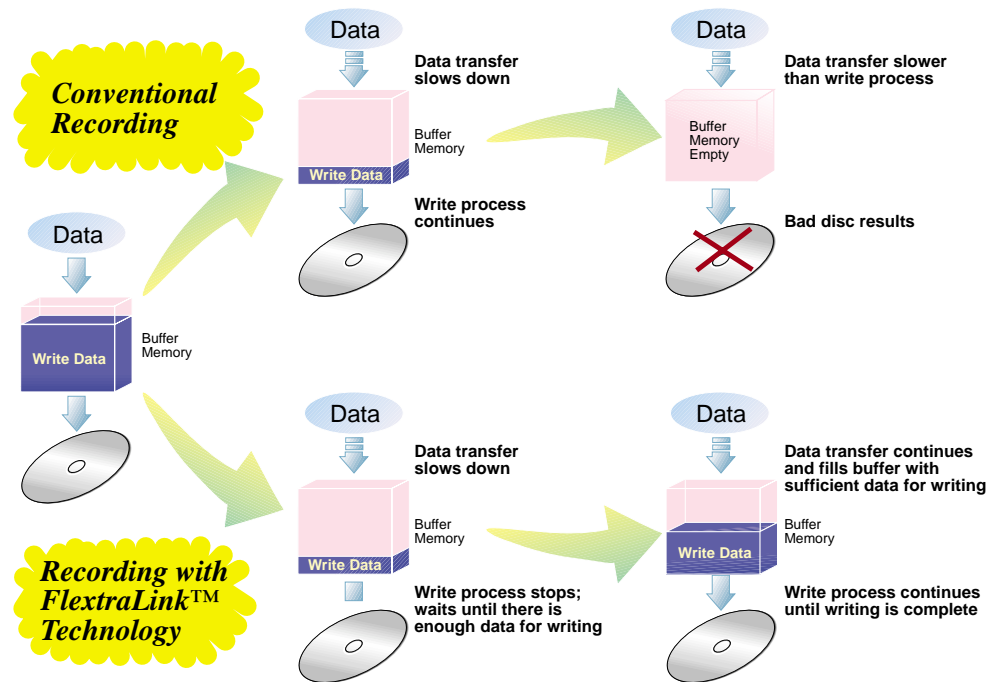 Conventional
Recording
Data
Data transfer
slows down
Buffer
Memory
Write Data
Write process
continues
Data
Data transfer slower
than write process
Buffer
Memory
Empty
Bad disc results
Data
Write Data
Buffer
Memory
Recording with
FlextraLink™
Technology
Data
Data transfer
slows down
Buffer
Memory
Write Data
Write process stops;
waits until there is
enough data for writing
Data
Data transfer continues
and fills buffer with
sufficient data for writing
Buffer
Memory
Write Data
Write process continues
until writing is complete